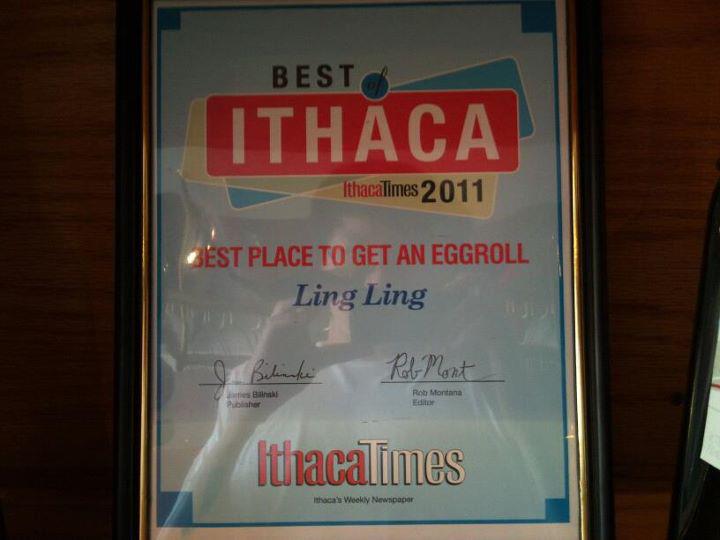 BEST of
ITHACA
IthacaTimes 2011
BEST PLACE TO GET AN EGGROLL
Ling Ling
James Bilinski
Rob Montana
Publisher
Editor
IthacaTimes
Ithaca's Weekly Newspaper